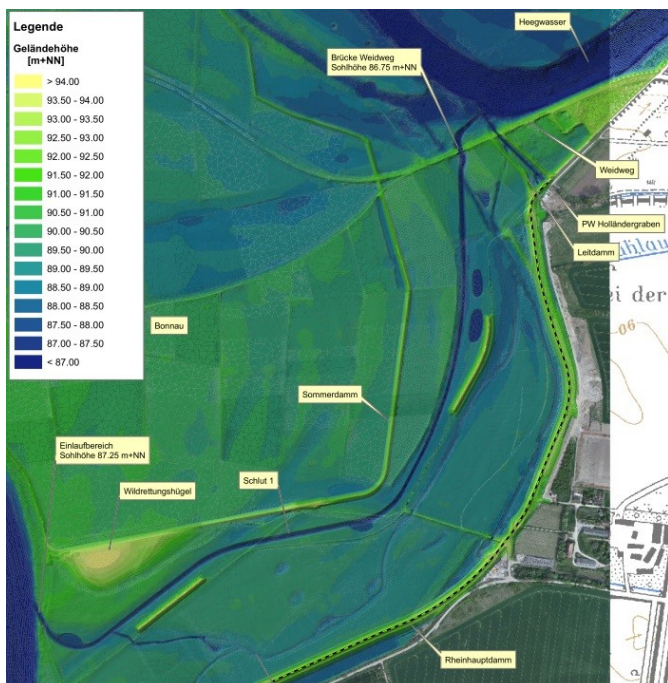 Legende
Geländehöhe
[m+NN]
> 94.00
93.50 - 94.00
93.00 - 93.50
92.50 - 93.00
92.00 - 92.50
91.50 - 92.00
91.00 - 91.50
90.50 - 91.00
90.00 - 90.50
89.50 - 90.00
89.00 - 89.50
88.50 - 89.00
88.00 - 88.50
87.50 - 88.00
87.00 - 87.50
< 87.00
Heegwasser
Brücke Weidweg
Sohlhöhe 86.75 m+NN
Weidweg
PW Holländergraben
Leitdamm
ei der
90
Bonnau
Sommerdamm
Einlaufbereich
Sohlhöhe 87.25 m+NN
Wildrettungshügel
Schlut 1
Rheinhauptdamm